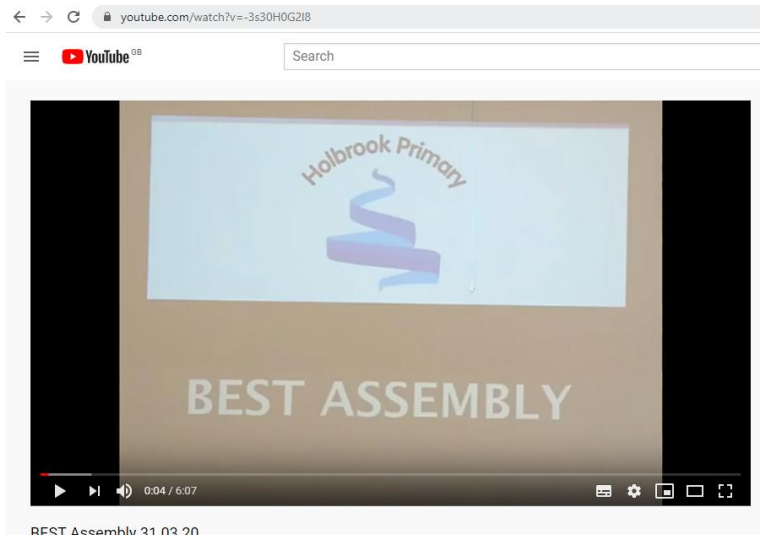 youtube.com/watch?v=-3s30H0G2I8
YouTube GB
Search
Holbrook Primary
BEST ASSEMBLY
0:04 / 6:07
BEST Assembly 31.03.20